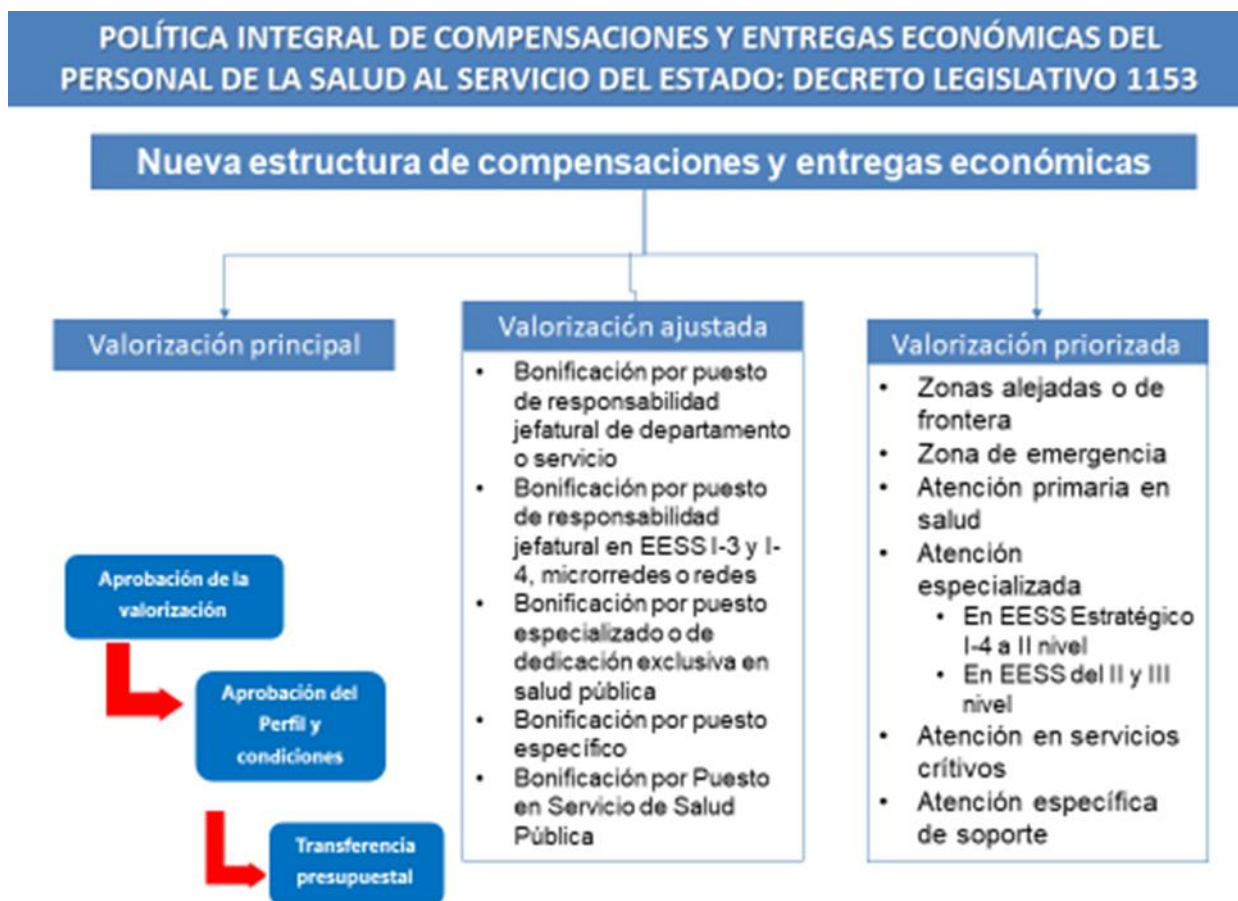 POLÍTICA INTEGRAL DE COMPENSACIONES Y ENTREGAS ECONÓMICAS DEL
PERSONAL DE LA SALUD AL SERVICIO DEL ESTADO: DECRETO LEGISLATIVO 1153
Nueva estructura de compensaciones y entregas económicas
Valorización principal
Aprobación de la
valorización
Aprobación del
Perfil y
condiciones
Transferencia
presupuestal
Valorización ajustada
• Bonificación por puesto
de responsabilidad
jefatural de departamento
o servicio
• Bonificación por puesto
de responsabilidad
jefatural en EESS I-3 y I-
4, microrredes o redes
• Bonificación por puesto
especializado o de
dedicación exclusiva en
salud pública
• Bonificación por puesto
específico
• Bonificación por Puesto
en Servicio de Salud
Pública
Valorización priorizada
• Zonas alejadas o de
frontera
• Zona de emergencia
• Atención primaria en
salud
• Atención
especializada
• En EESS Estratégico
I-4 a II nivel
• En EESS del II y III
nivel
• Atención en servicios
crítivos
• Atención específica
de soporte